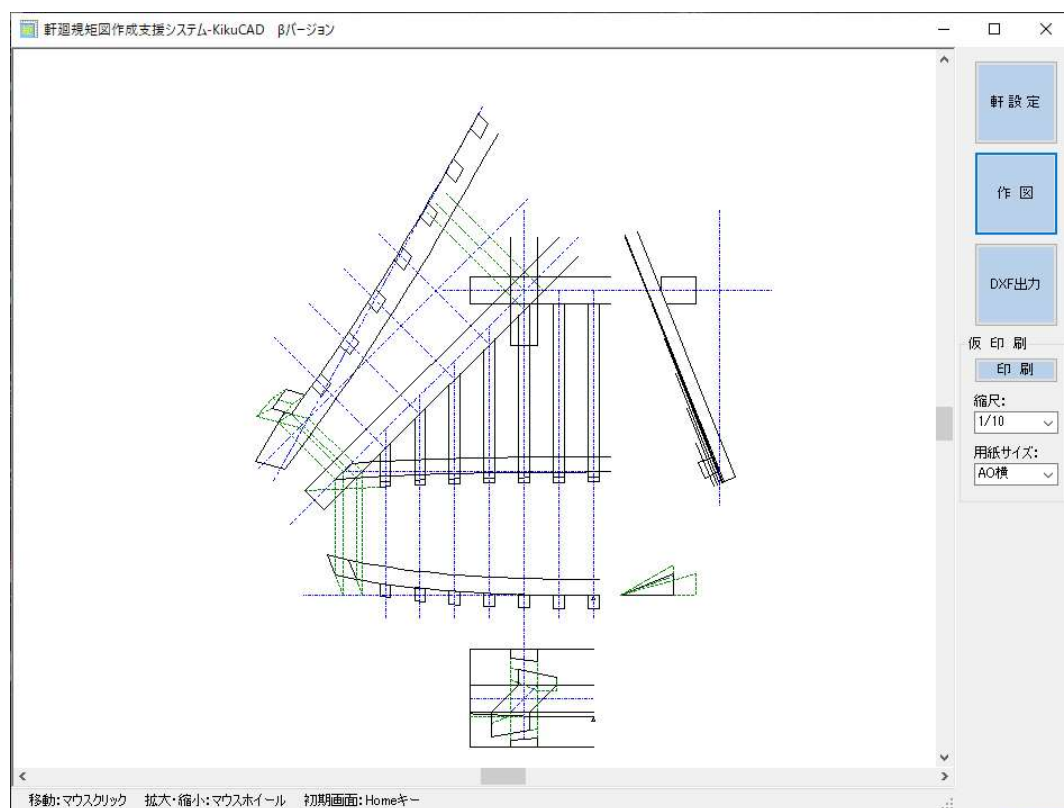 軒廻規矩図作成支援システム-KikuCAD βバージョン
軒 設 定
作 図
DXF出力
仮 印 刷
印 刷
縮尺:
1/10
用紙サイズ:
A0横
移動:マウスクリック 拡大・縮小:マウスホイール 初期画面:Homeキー